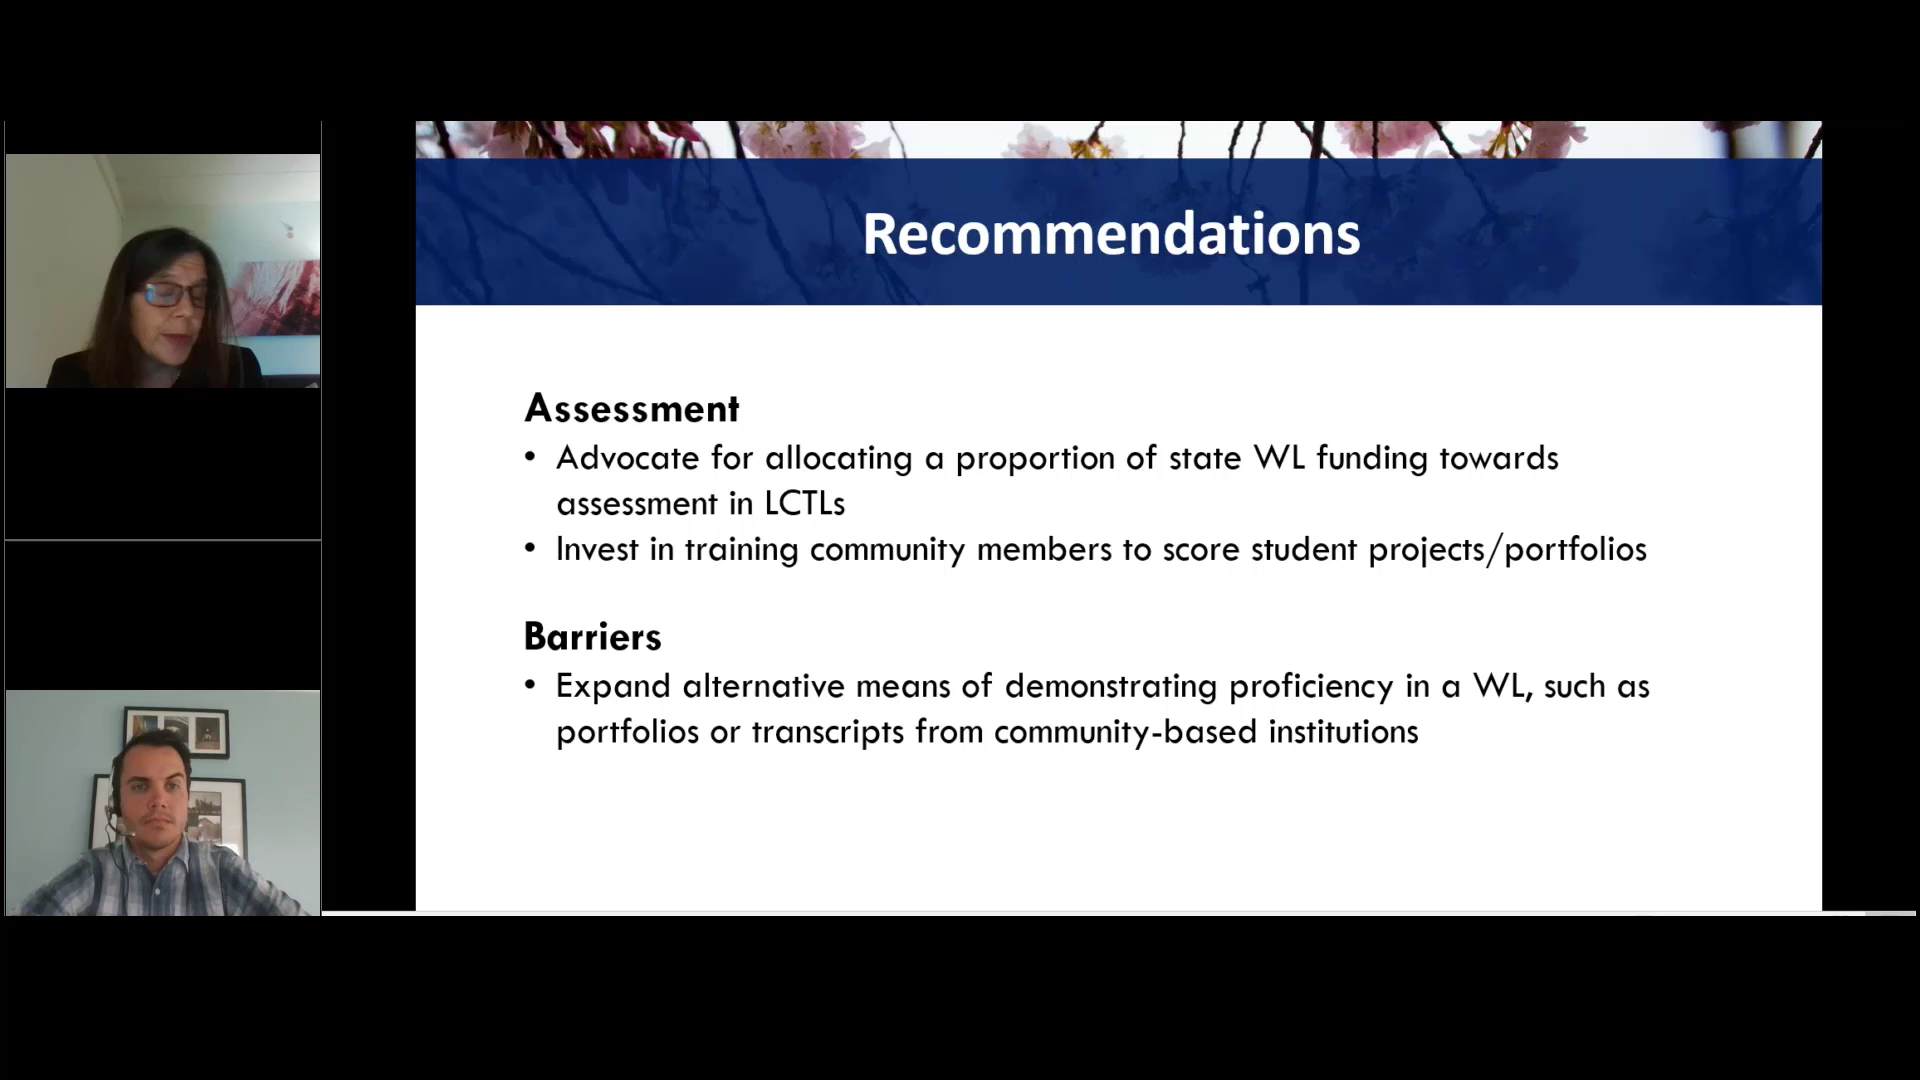 Recommendations
Assessment
• Advocate for allocating a proportion of state WL funding towards
assessment in LCTLs
• Invest in training community members to score student projects/portfolios
Barriers
• Expand alternative means of demonstrating proficiency in a WL, such as
portfolios or transcripts from community-based institutions